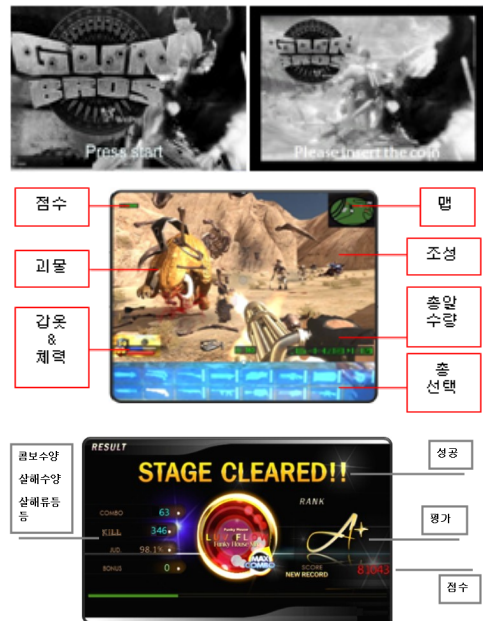 GUN
BROS
Press start
GUN
BROS
Please insert the coin
점수
맵
괴물
조성
갑옷
&
체력
총알
수량
총
선택
RESULT
STAGE CLEARED!!
콤보수양
살해수양
살해류등
등
성공
RANK
COMBO 63
KILL 346
A+
평가
98.1%
MAX
COMBO
BONUS 0
SCORE
NEW RECORD
점수